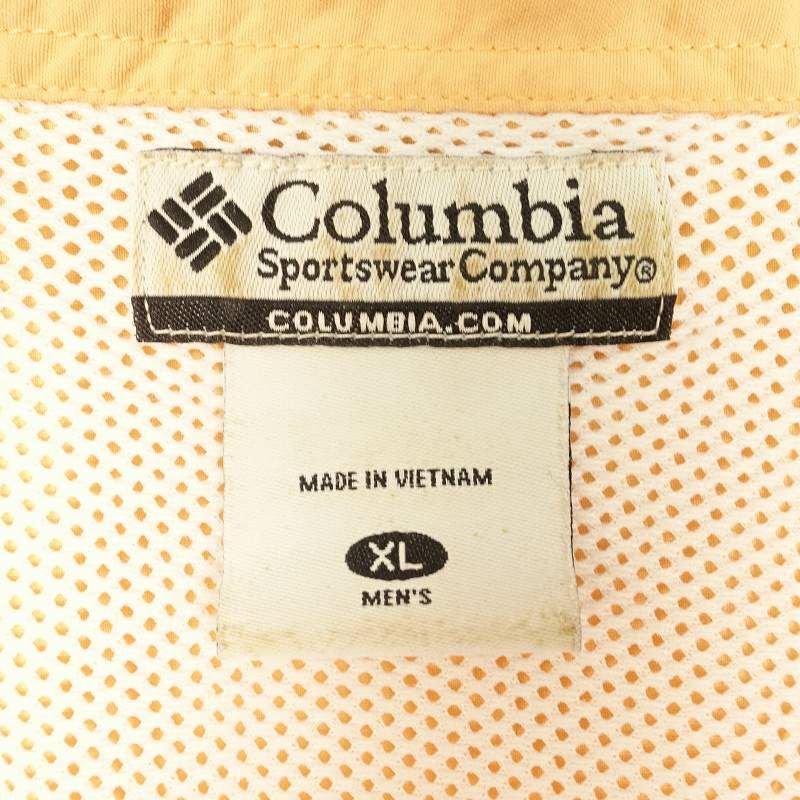 Columbia
Sportswear Company®
COLUMBIA.COM
MADE IN VIETNAM
XL
MEN'S